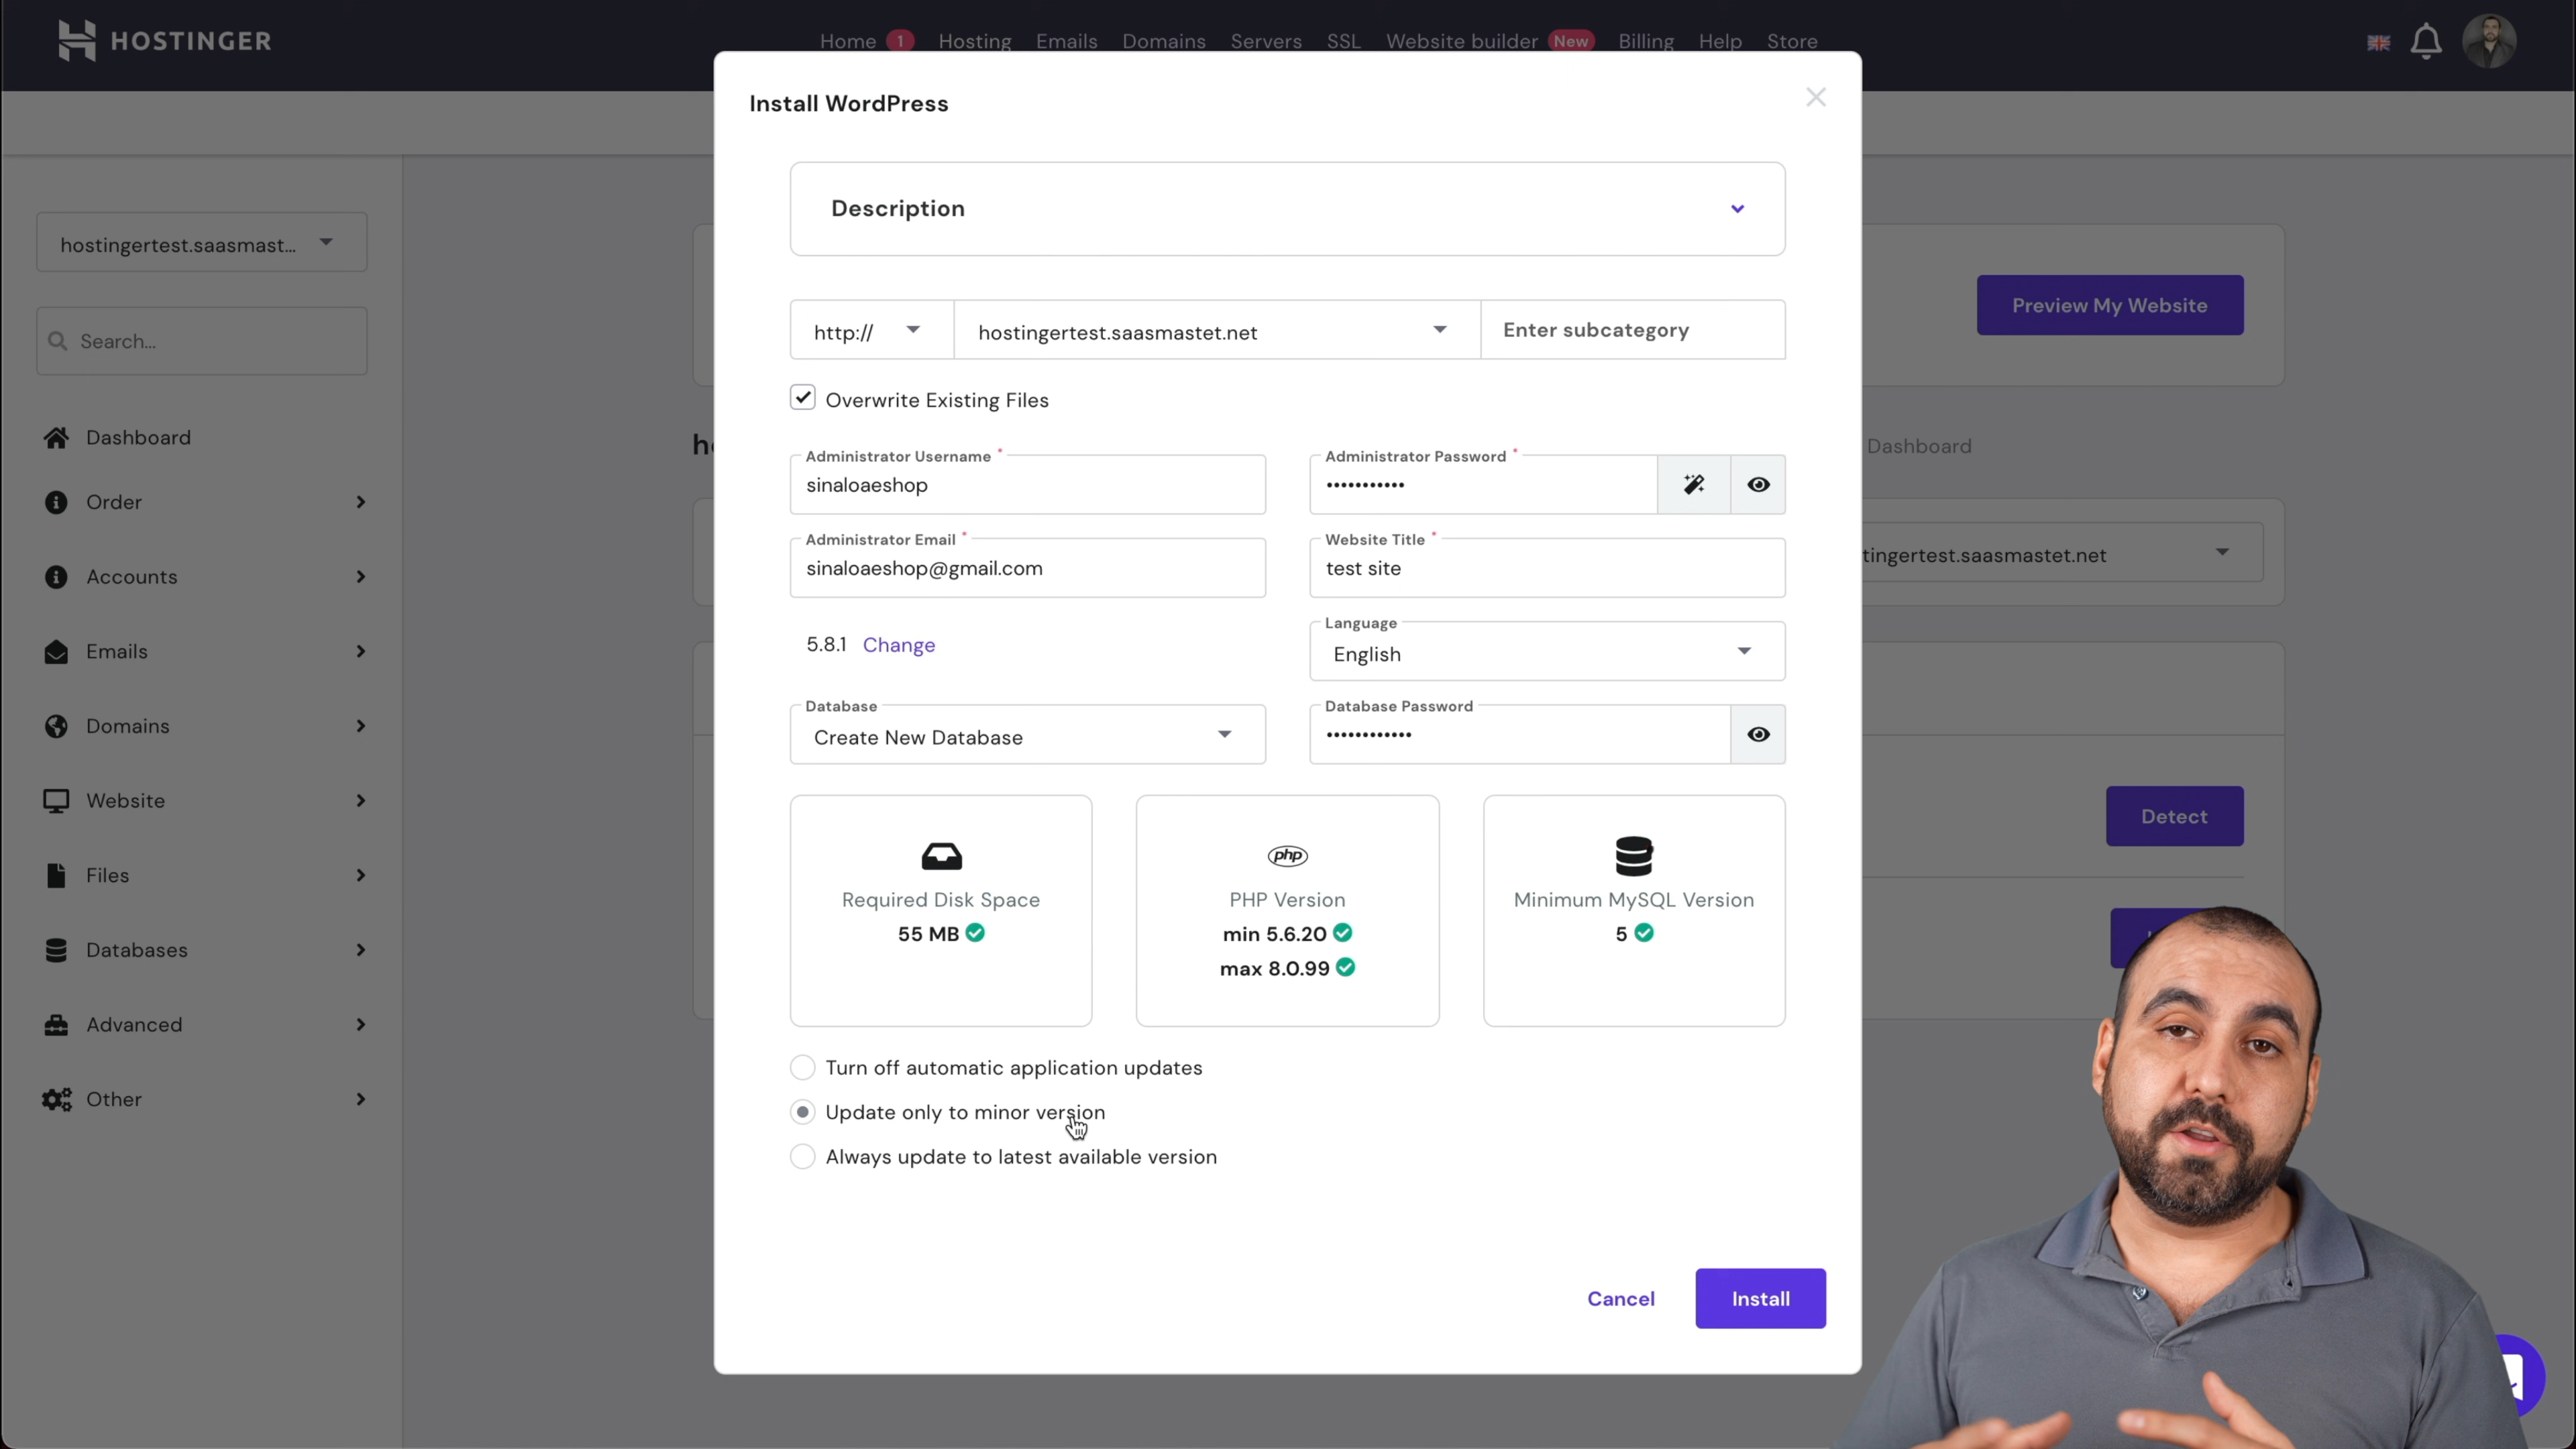 HOSTINGER
Home 1 Hosting Emails Domains Servers SSL Website builder New Billing Help Store
Install WordPress
Description
hostingertest.saasmast...
Preview My Website
http:// hostingertest.saasmastet.net Enter subcategory
Search...
Overwrite Existing Files
Dashboard
Dashboard
Administrator Username *
sinaloaeshop
Administrator Password *
•••••••••••
Order
Administrator Email *
sinaloaeshop@gmail.com
Website Title *
test site
tingertest.saasmastet.net
Accounts
5.8.1 Change
Language
English
Emails
Database
Create New Database
Database Password
••••••••••••
Domains
Website
Detect
php
Required Disk Space
55 MB
PHP Version
min 5.6.20
max 8.0.99
Minimum MySQL Version
5
Files
Databases
Advanced
Other
Turn off automatic application updates
Update only to minor version
Always update to latest available version
Cancel
Install